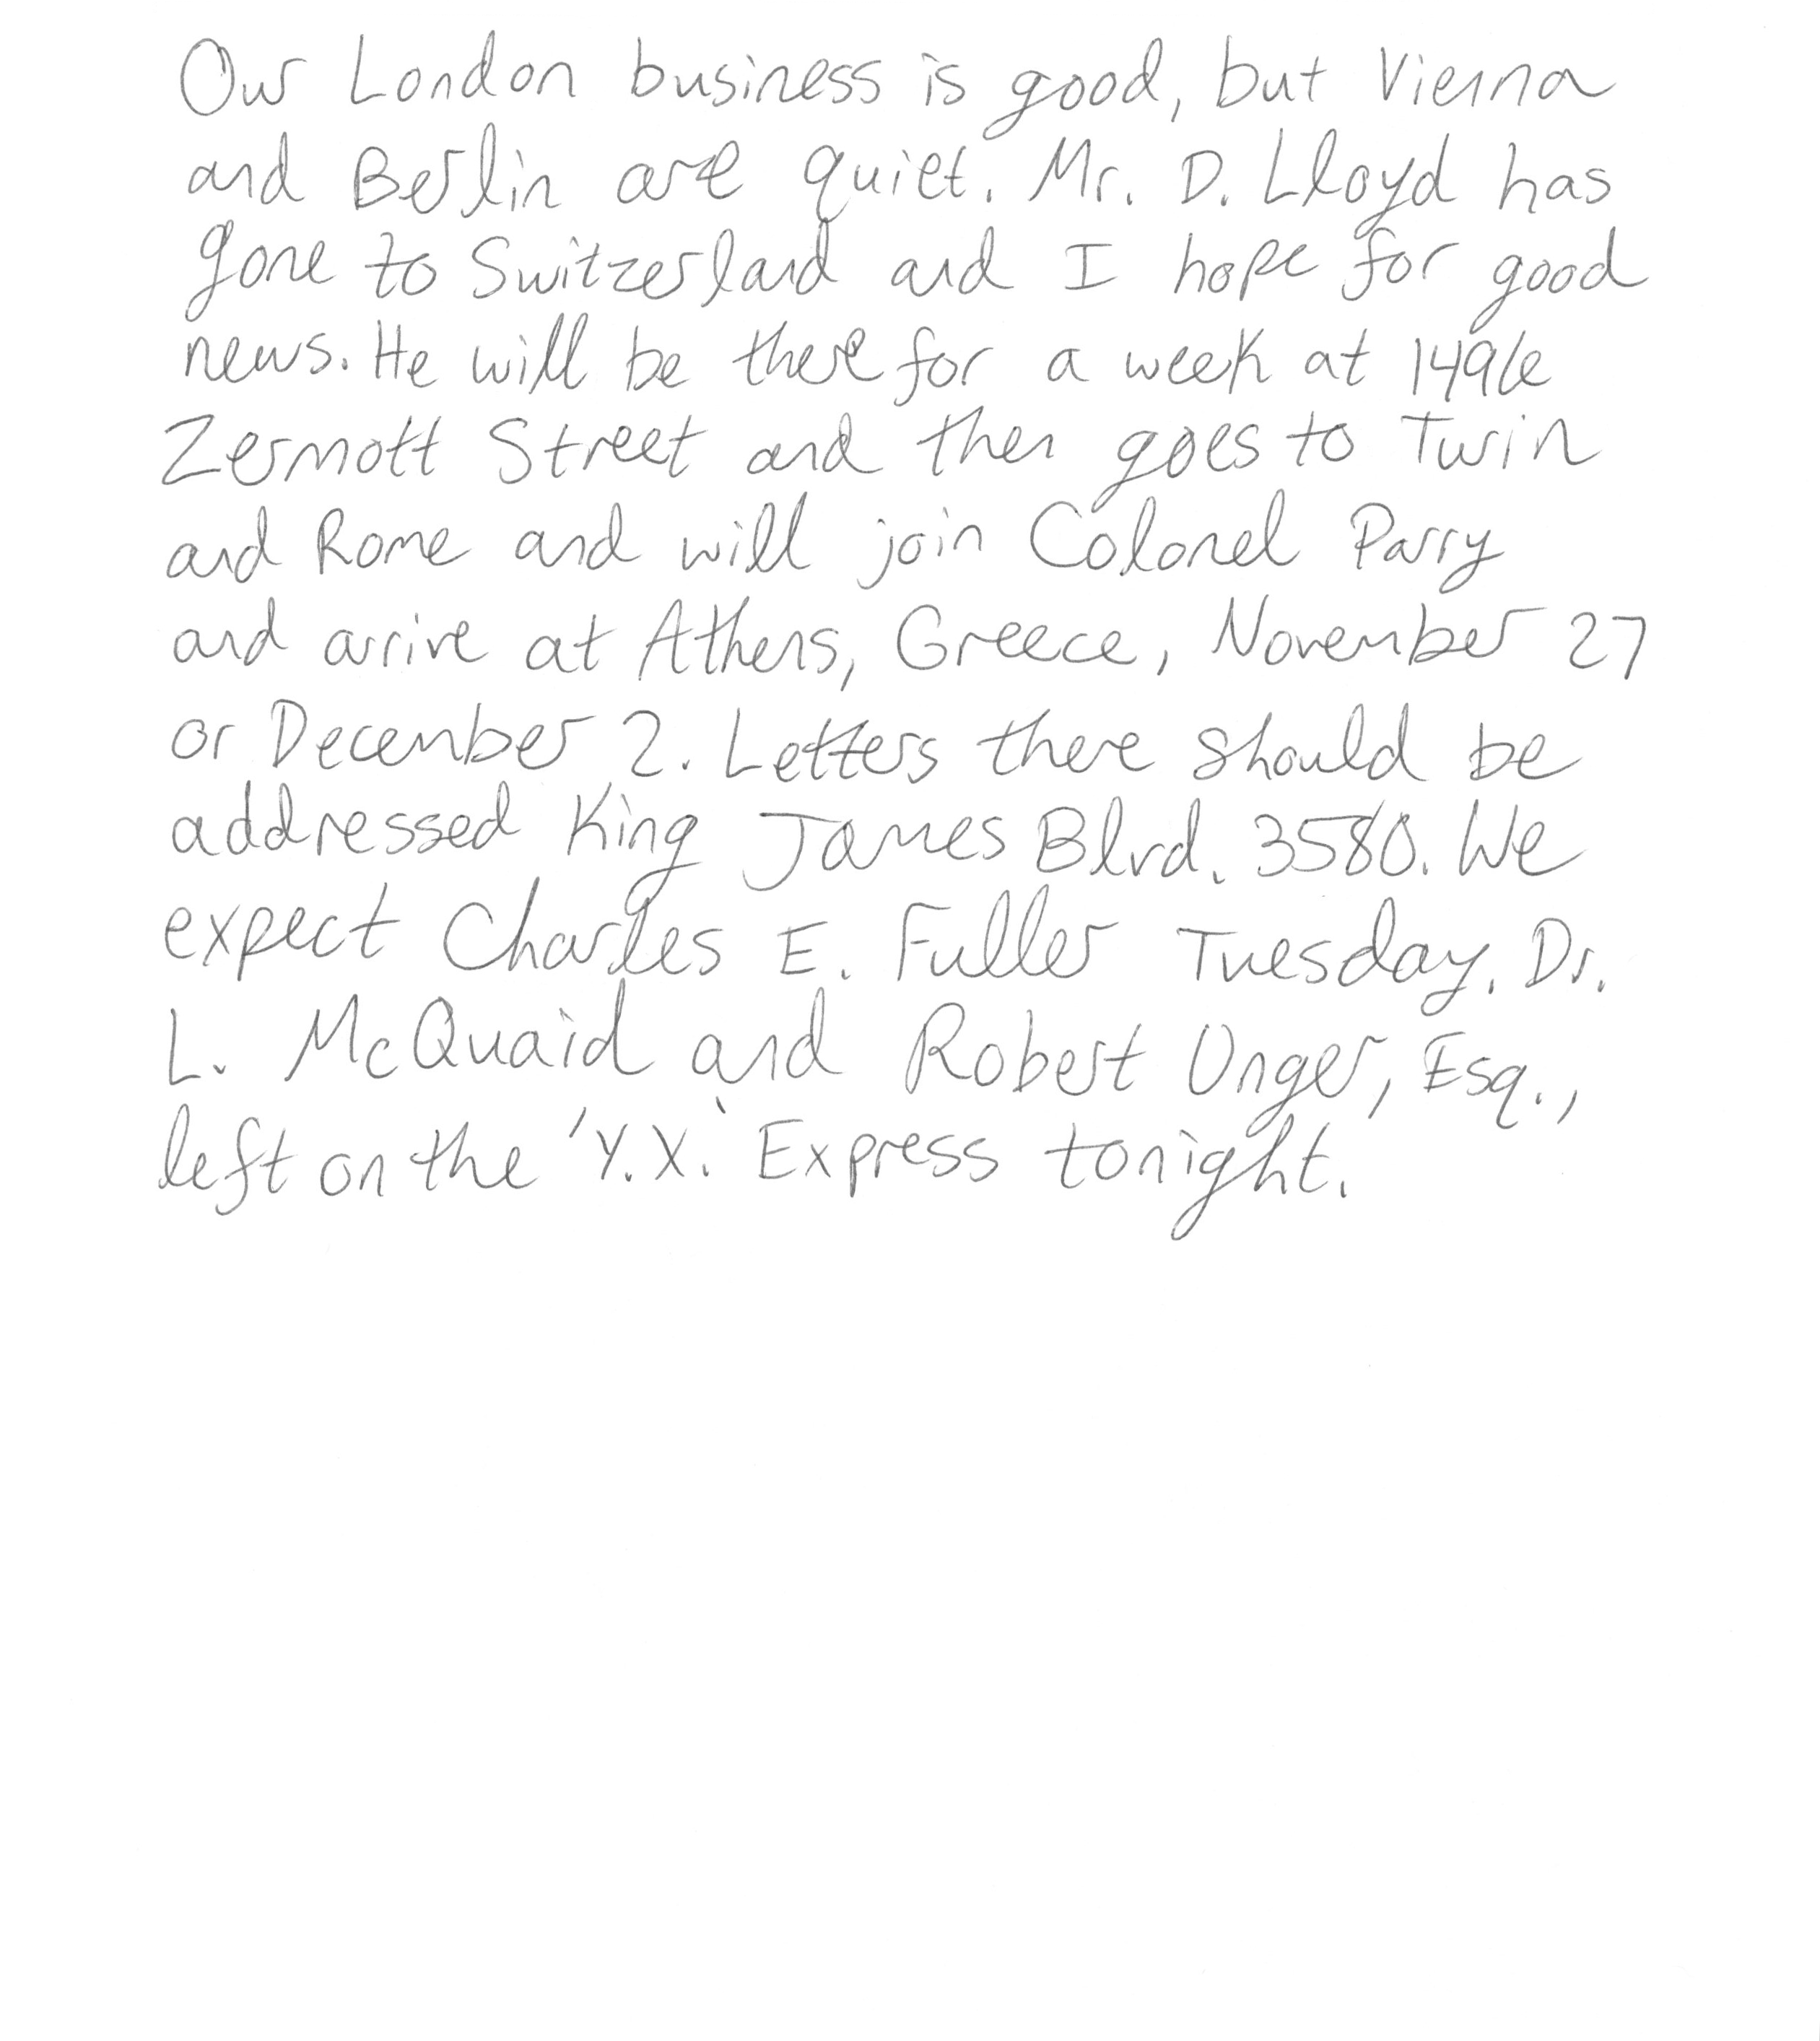 Our London business is good, but Vienna
and Berlin are quiet. Mr. D. Lloyd has
gone to Switzerland and I hope for good
news. He will be there for a week at 1496
Zermott Street and then goes to Turin
and Rome and will join Colonel Parry
and arrive at Athens, Greece, November 27
or December 2. Letters there should be
addressed King James Blvd. 3580. We
expect Charles E. Fuller Tuesday. Dr.
L. McQuaid and Robert Unger, Esq.,
left on the 'Y.X.' Express tonight.